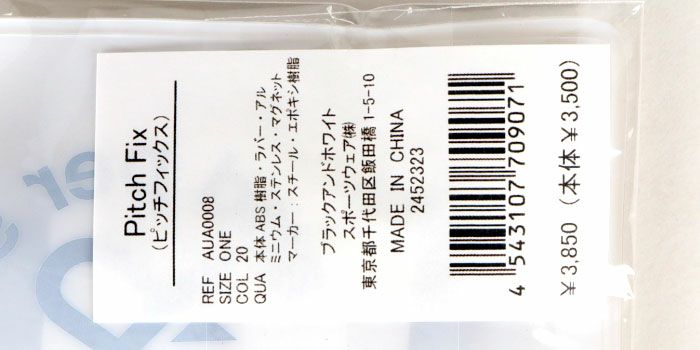 Pitch Fix
(ピッチフィックス)
REF AUA0008
SIZE ONE
COL 20
QUA 本体 ABS 樹脂・ラバー・アル
ミニウム・ステンレス・マグネット
マーカー：スチール・エポキシ樹脂
ブラックアンドホワイト
スポーツウェア㈱
東京都千代田区飯田橋 1-5-10
MADE IN CHINA
2452323
4 543107 709071
¥3,850 (本体 ¥3,500)